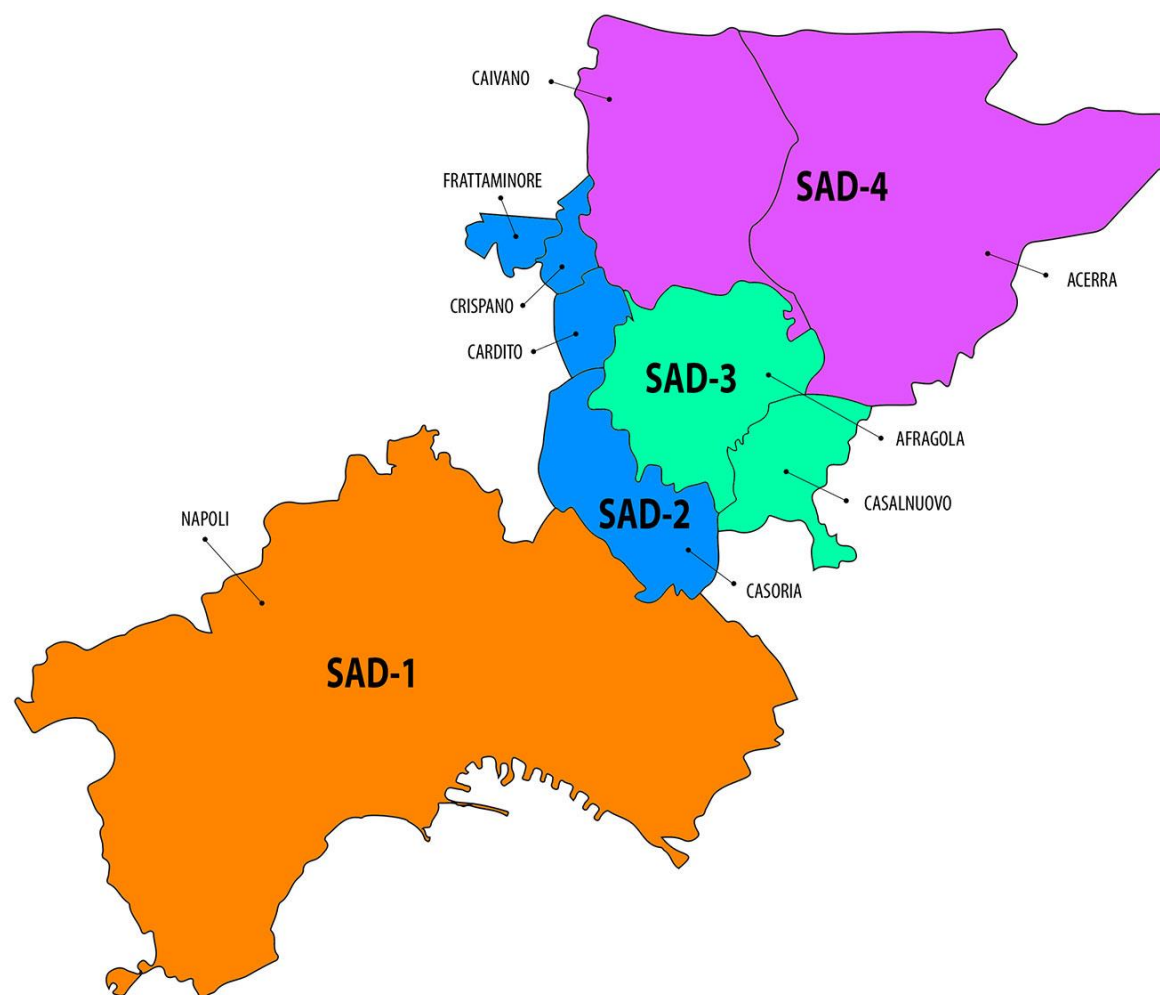 CAIVANO
FRATTAMINORE
SAD-4
ACERRA
CRISPANO
CARDITO
SAD-3
AFRAGOLA
CASALNUOVO
SAD-2
NAPOLI
CASORIA
SAD-1